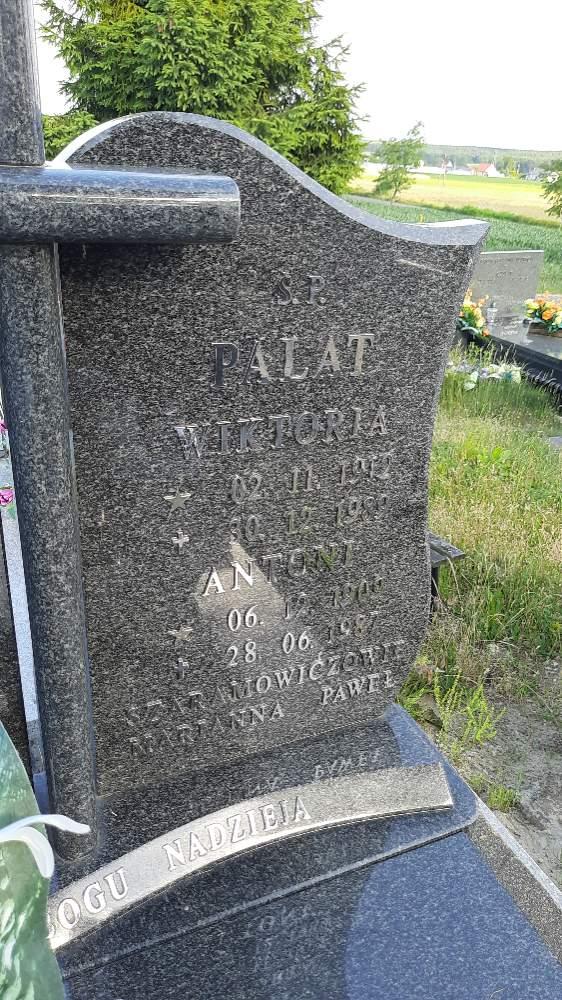 S.P.
PALAT
WIKTORIA
02. 11. 1912
30. 12. 1989
ANTONI
06. 12. 1908
28. 06. 1987
SZARAMOWICZOWIE
MARIANNA PAWEŁ
BOGU NADZIEJA